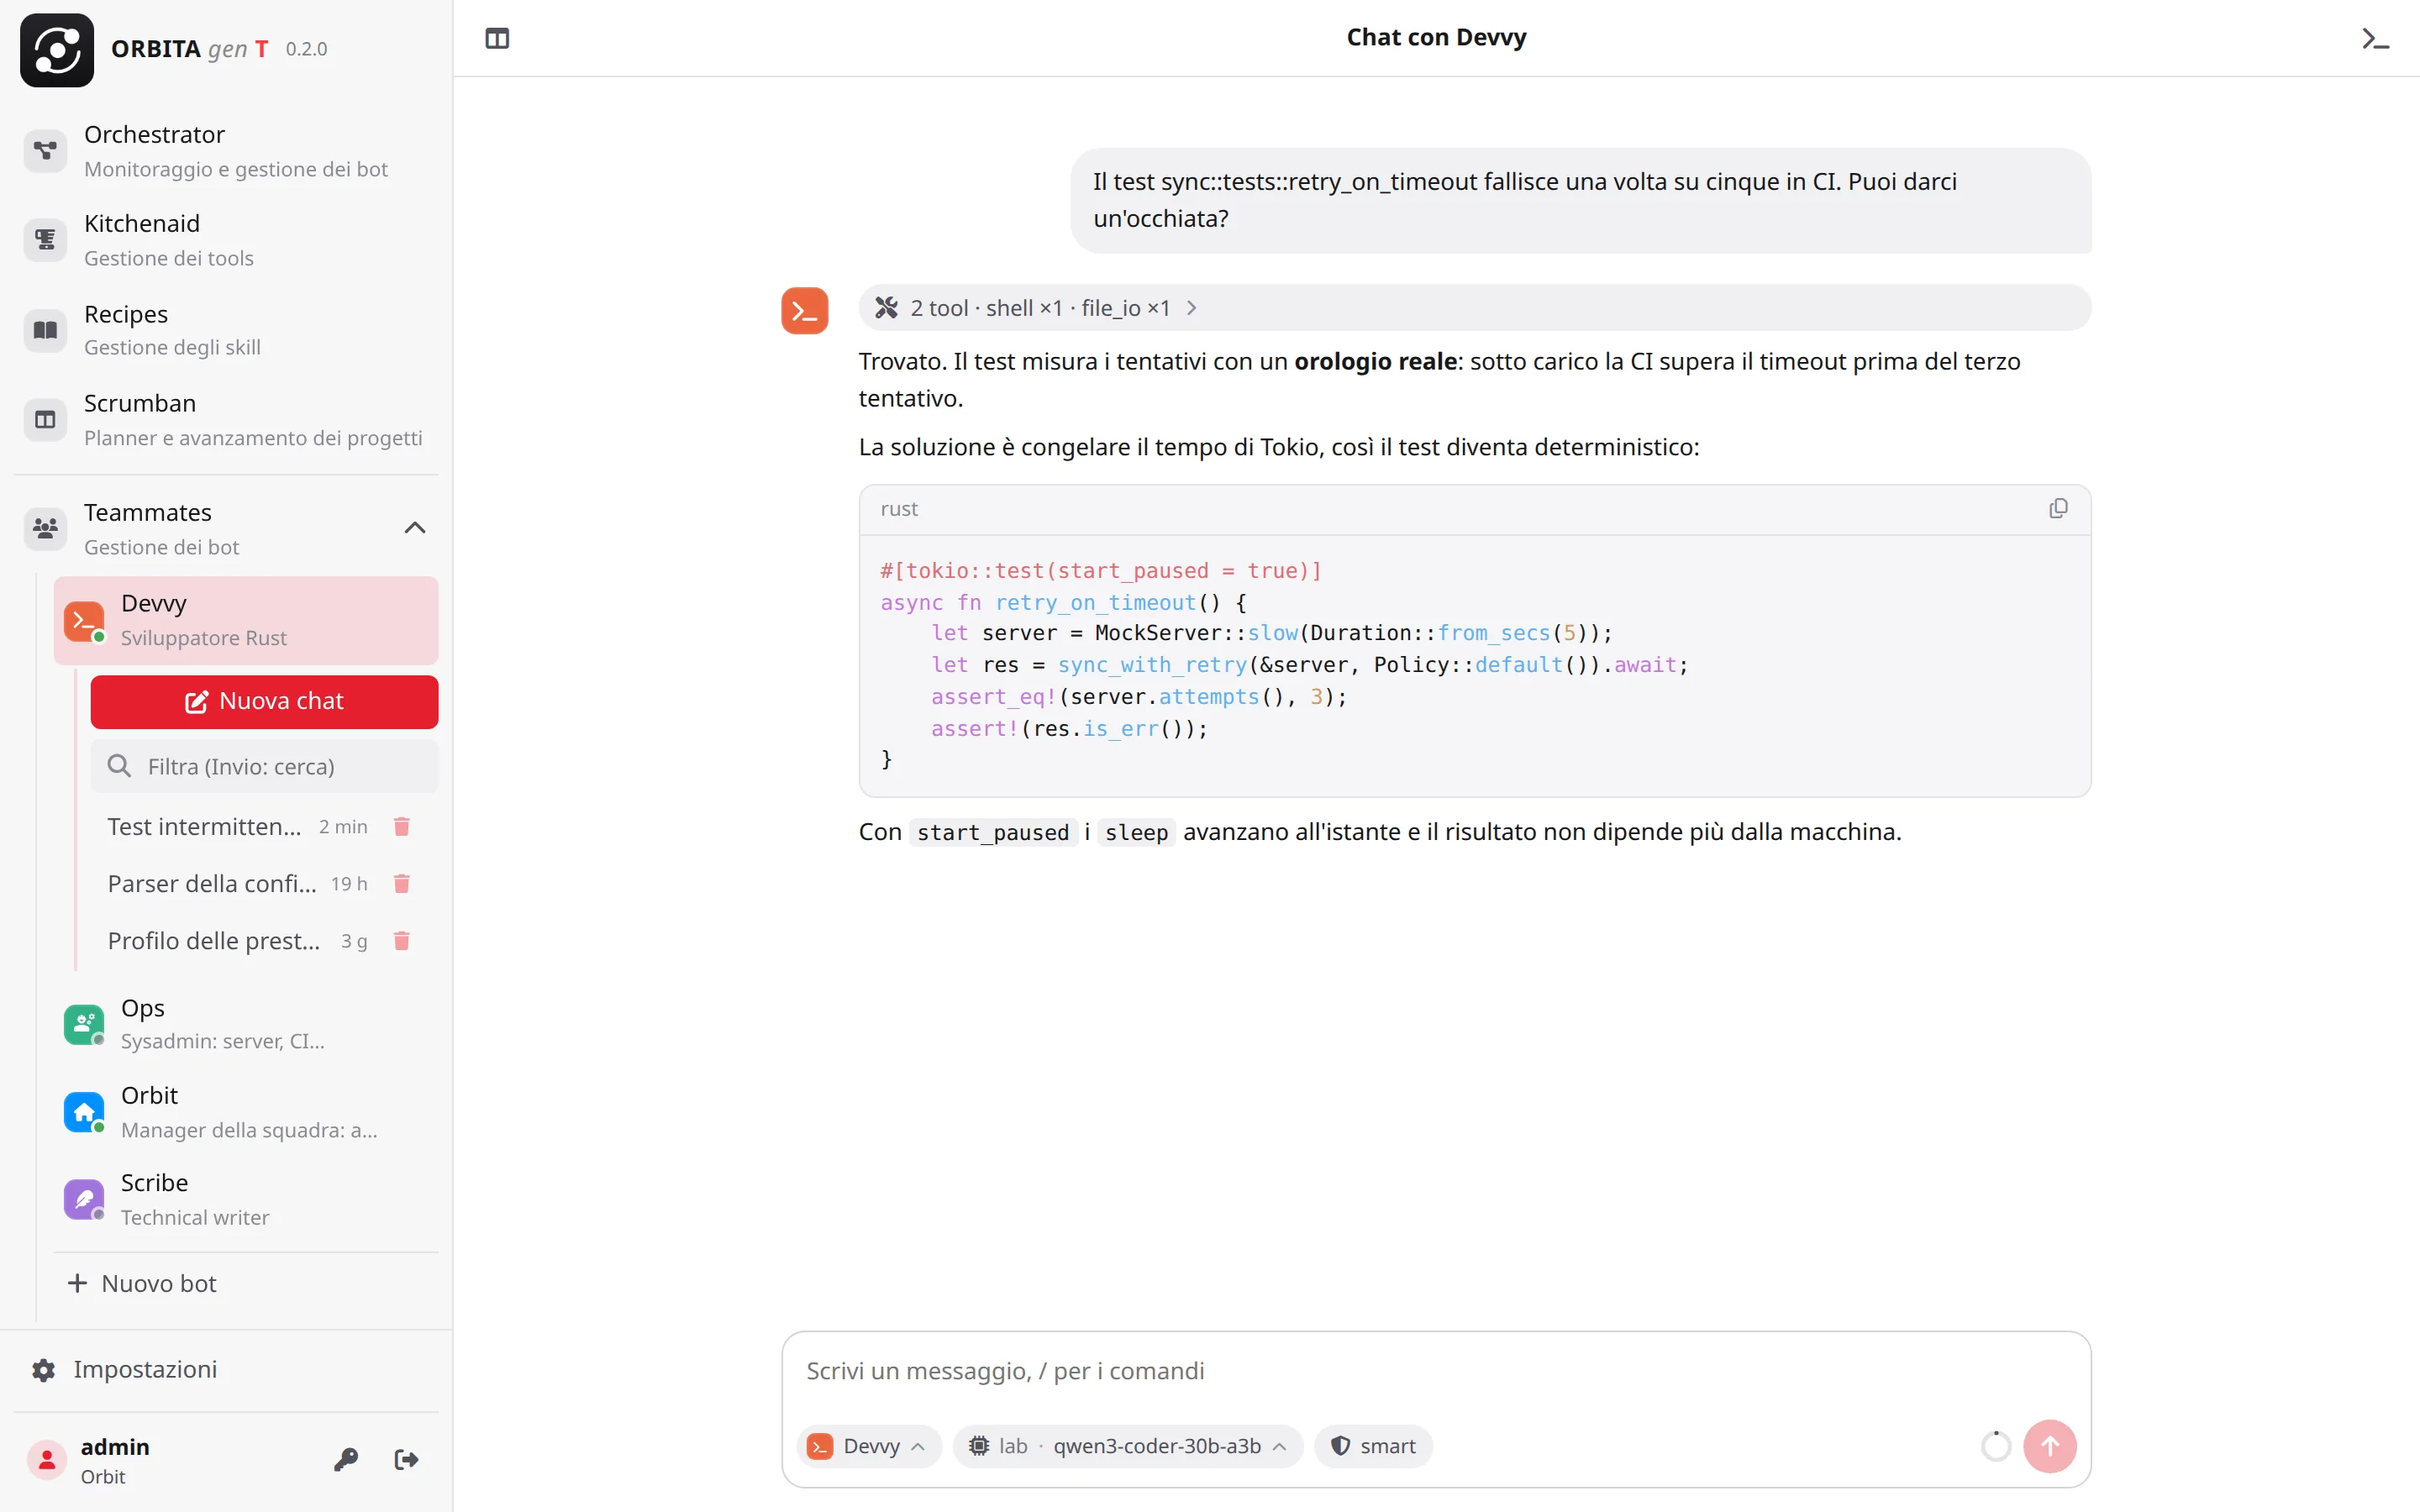 ORBITA gen T 0.2.0
Orchestrator
Monitoraggio e gestione dei bot
Kitchenaid
Gestione dei tools
Recipes
Gestione degli skill
Scrumban
Planner e avanzamento dei progetti
Teammates
Gestione dei bot
Devvy
Sviluppatore Rust
Nuova chat
Filtra (Invio: cerca)
Test intermitten... 2 min
Parser della confi... 19 h
Profilo delle prest... 3 g
Ops
Sysadmin: server, CI...
Orbit
Manager della squadra: a...
Scribe
Technical writer
Nuovo bot
Impostazioni
admin
Orbit
Chat con Devvy
Il test sync::tests::retry_on_timeout fallisce una volta su cinque in CI. Puoi darci
un'occhiata?
2 tool · shell ×1 · file_io ×1
Trovato. Il test misura i tentativi con un orologio reale: sotto carico la CI supera il timeout prima del terzo
tentativo.
La soluzione è congelare il tempo di Tokio, così il test diventa deterministico:
rust
#[tokio::test(start_paused = true)]
async fn retry_on_timeout() {
    let server = MockServer::slow(Duration::from_secs(5));
    let res = sync_with_retry(&server, Policy::default()).await;
    assert_eq!(server.attempts(), 3);
    assert!(res.is_err());
}
Con start_paused i sleep avanzano all'istante e il risultato non dipende più dalla macchina.
Scrivi un messaggio, / per i comandi
Devvy lab · qwen3-coder-30b-a3b smart